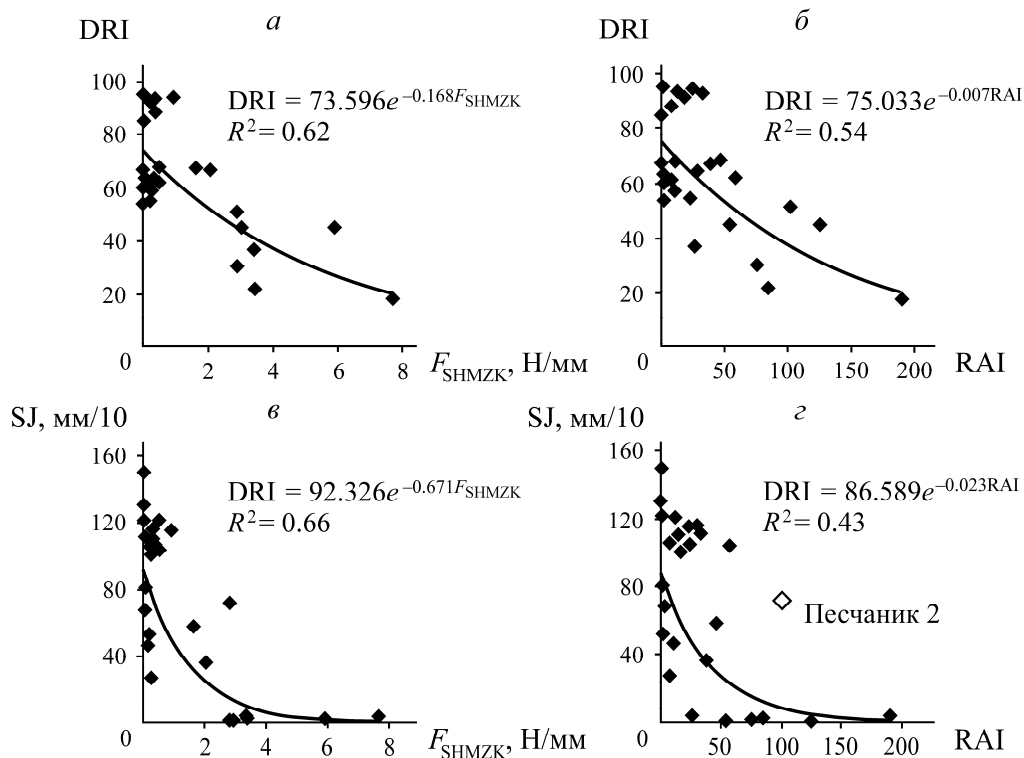 а
DRI
100
80
60
40
20
0
2
4
6
8
DRI = 73.596e^–0.168F_SHMZK
R² = 0.62
F_SHMZK, Н/мм
б
DRI
100
80
60
40
20
0
50
100
150
200
DRI = 75.033e^–0.007RAI
R² = 0.54
RAI
в
SJ, мм/10
160
120
80
40
0
2
4
6
8
DRI = 92.326e^–0.671F_SHMZK
R² = 0.66
F_SHMZK, Н/мм
г
SJ, мм/10
160
120
80
40
0
50
100
150
200
DRI = 86.589e^–0.023RAI
R² = 0.43
Песчаник 2
RAI